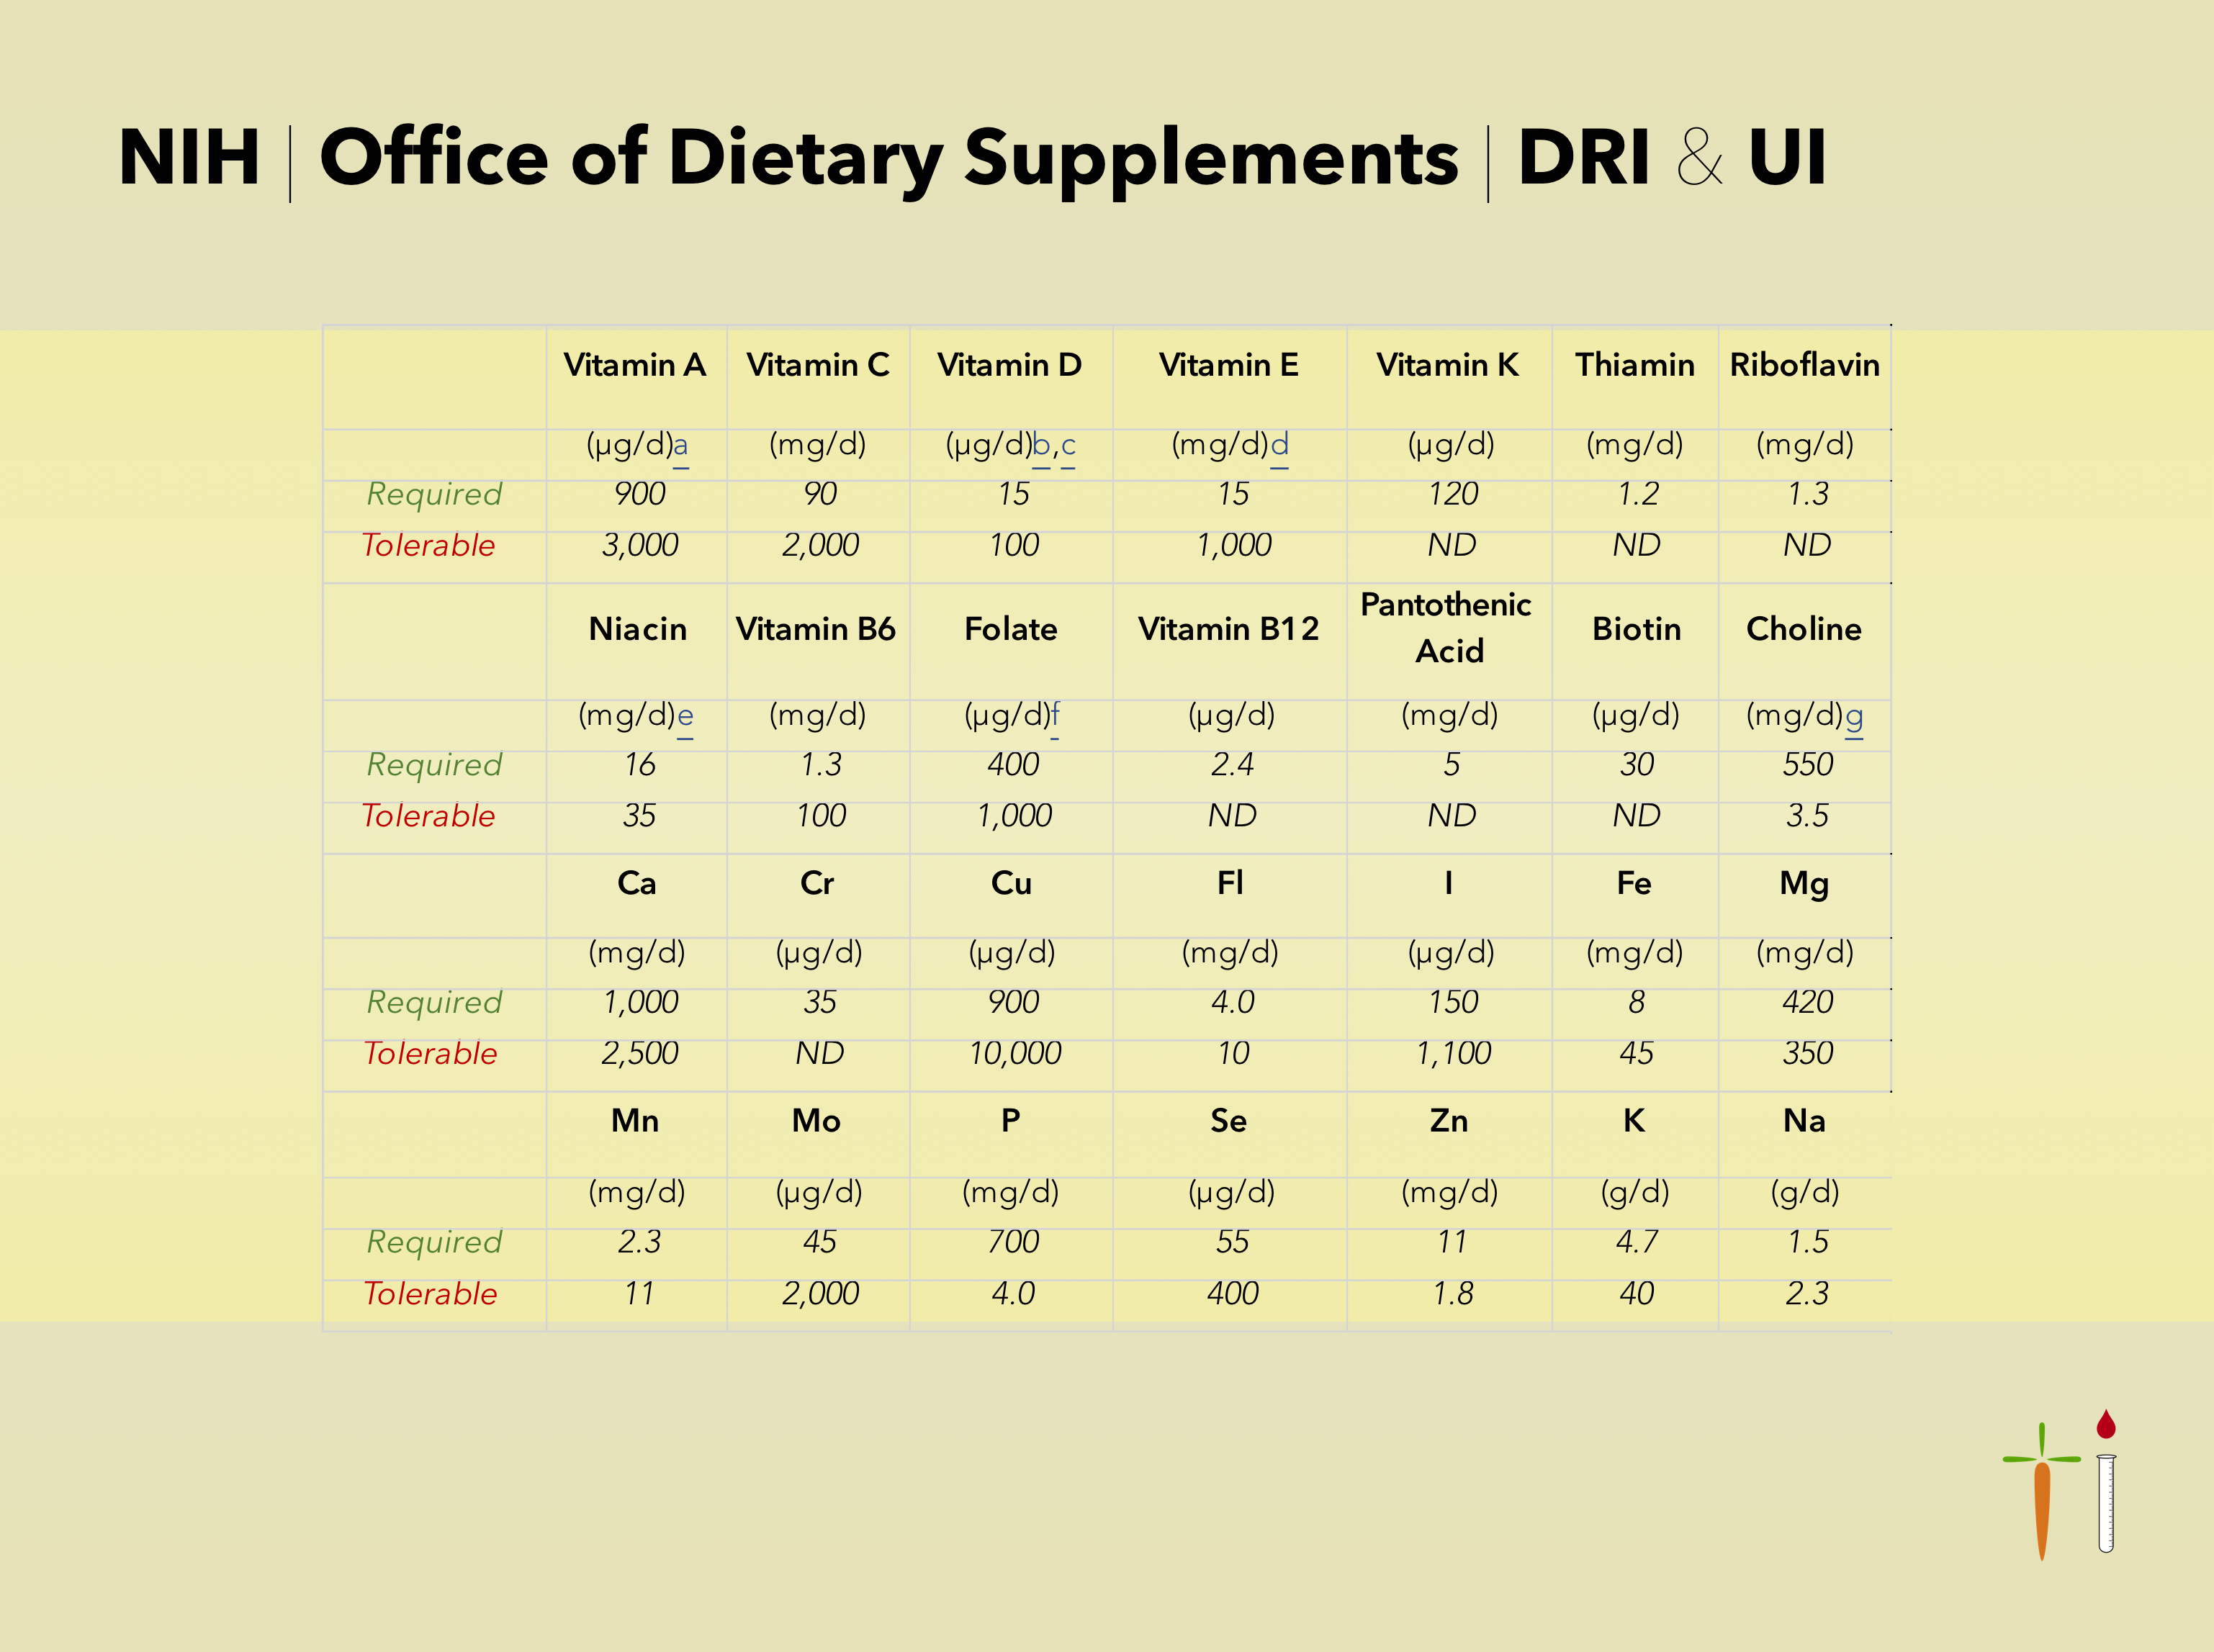 NIH | Office of Dietary Supplements | DRI & UI
Vitamin A Vitamin C Vitamin D Vitamin E Vitamin K Thiamin Riboflavin
(µg/d)a (mg/d) (µg/d)b,c (mg/d)d (µg/d) (mg/d) (mg/d)
Required 900 90 15 15 120 1.2 1.3
Tolerable 3,000 2,000 100 1,000 ND ND ND
Niacin Vitamin B6 Folate Vitamin B12 Pantothenic Acid Biotin Choline
(mg/d)e (mg/d) (µg/d)f (µg/d) (mg/d) (µg/d) (mg/d)g
Required 16 1.3 400 2.4 5 30 550
Tolerable 35 100 1,000 ND ND ND 3.5
Ca Cr Cu Fl I Fe Mg
(mg/d) (µg/d) (µg/d) (mg/d) (µg/d) (mg/d) (mg/d)
Required 1,000 35 900 4.0 150 8 420
Tolerable 2,500 ND 10,000 10 1,100 45 350
Mn Mo P Se Zn K Na
(mg/d) (µg/d) (mg/d) (µg/d) (mg/d) (g/d) (g/d)
Required 2.3 45 700 55 11 4.7 1.5
Tolerable 11 2,000 4.0 400 1.8 40 2.3